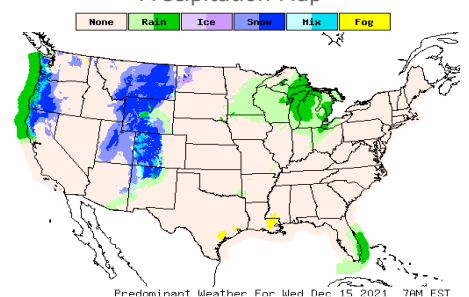 Precipitation Map
None Rain Ice Snow Mix Fog
Predominant Weather For Wed Dec 15 2021 7AM EST